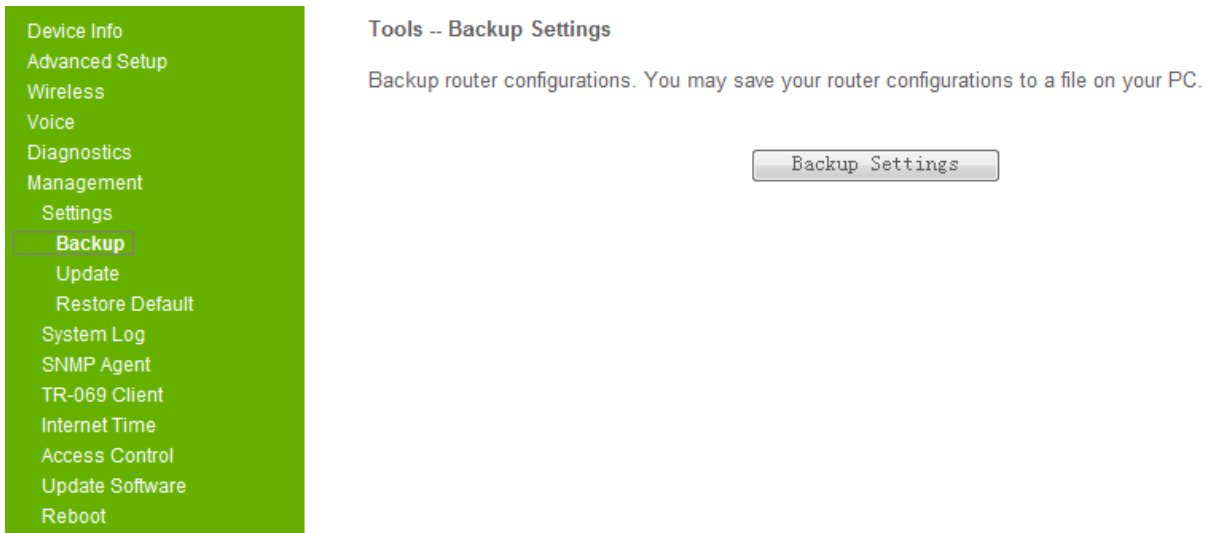 Device Info
Advanced Setup
Wireless
Voice
Diagnostics
Management
Settings
Backup
Update
Restore Default
System Log
SNMP Agent
TR-069 Client
Internet Time
Access Control
Update Software
Reboot
Tools -- Backup Settings
Backup router configurations. You may save your router configurations to a file on your PC.
Backup Settings